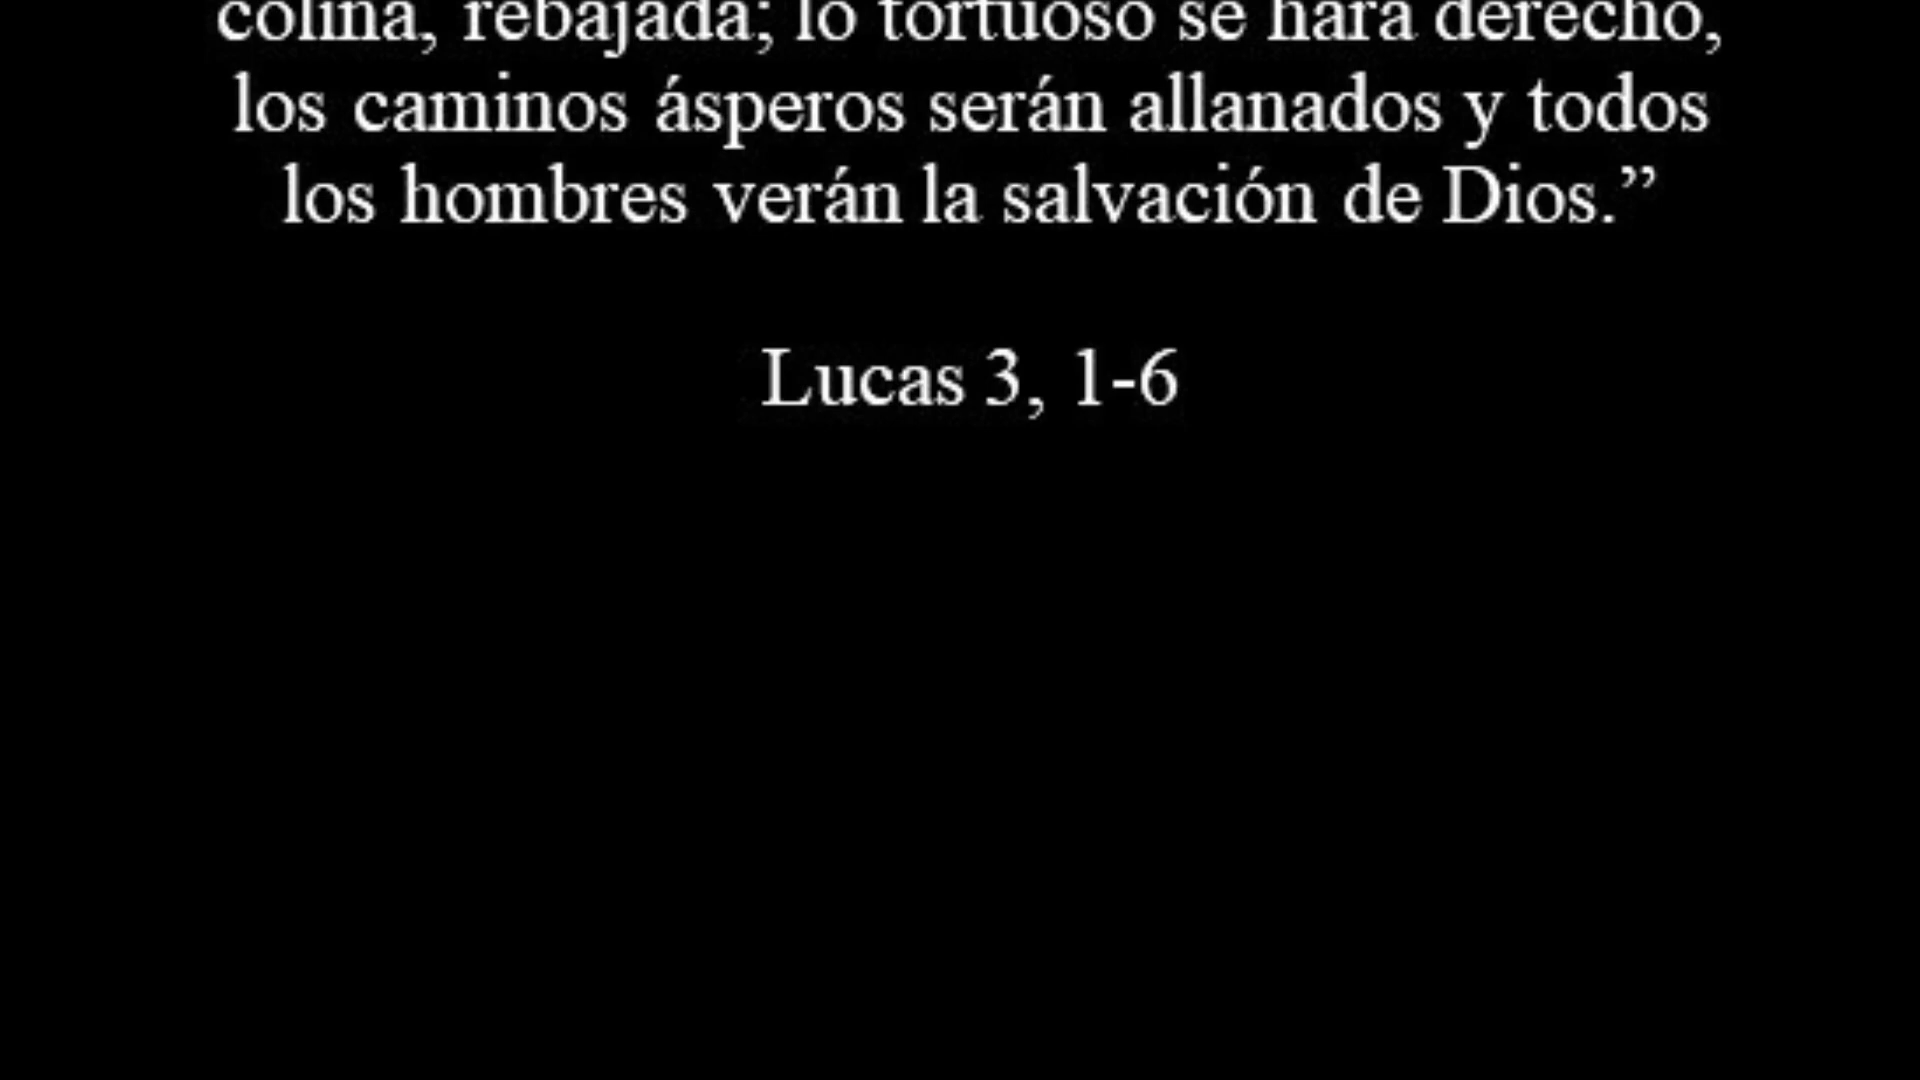 colina, rebajada; lo tortuoso se hará derecho,
los caminos ásperos serán allanados y todos
los hombres verán la salvación de Dios.”
Lucas 3, 1-6